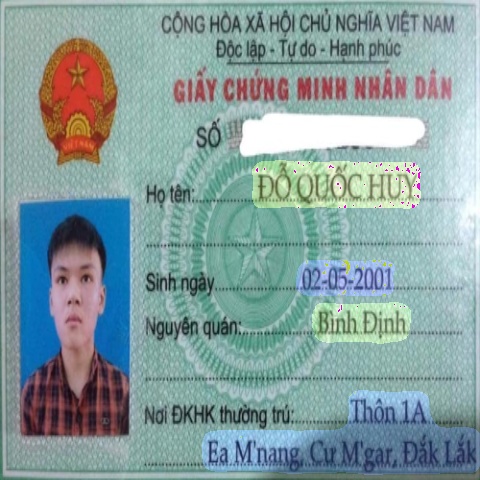 CỘNG HÒA XÃ HỘI CHỦ NGHĨA VIỆT NAM
Độc lập - Tự do - Hạnh phúc
GIẤY CHỨNG MINH NHÂN DÂN
SỐ
Họ tên: ĐỖ QUỐC HUY
Sinh ngày 02-05-2001
Nguyên quán: Bình Định
Nơi ĐKHK thường trú: Thôn 1A
Ea M'nang, Cư M'gar, Đắk Lắk
VIỆT NAM